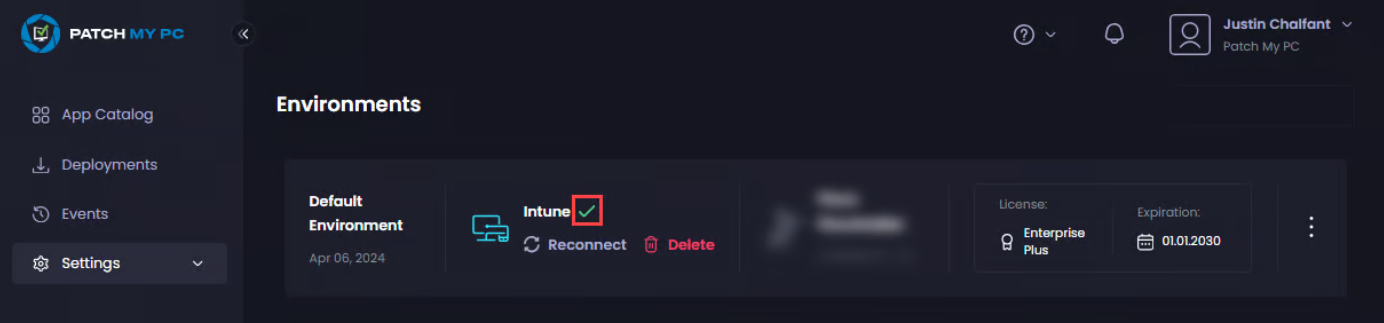 PATCH MY PC
Justin Chalfant
Patch My PC
App Catalog
Deployments
Events
Settings
Environments
Default
Environment
Apr 06, 2024
Intune
Reconnect
Delete
License:
Enterprise
Plus
Expiration:
01.01.2030